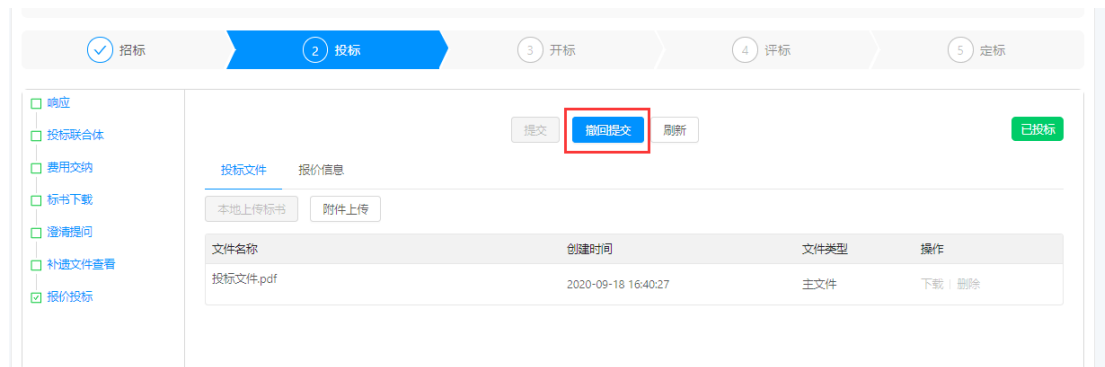 招标
2 投标
3 开标
4 评标
5 定标
响应
投标联合体
费用交纳
标书下载
澄清提问
补遗文件查看
报价投标
提交 撤回提交 刷新
已投标
投标文件 报价信息
本地上传标书 附件上传
文件名称 创建时间 文件类型 操作
投标文件.pdf 2020-09-18 16:40:27 主文件 下载 | 删除